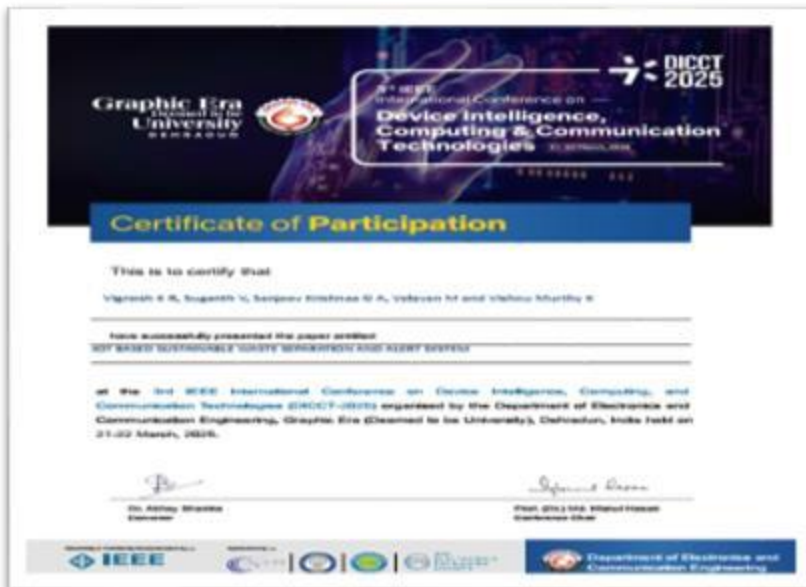 DICCT
2025
Graphic Era
Deemed to be
University
DEHRADUN
3rd IEEE
International Conference on
Device Intelligence,
Computing & Communication
Technologies
Certificate of Participation
This is to certify that
Vignesh K R, Suganth V, Sanjeev Krishnaa G A, Velavan M and Vishnu Murthy K
have successfully presented the paper entitled
IOT BASED SUSTAINABLE WASTE SEPARATION AND ALERT SYSTEM
at the 3rd IEEE International Conference on Device Intelligence, Computing, and
Communication Technologies (DICCT-2025) organised by the Department of Electronics and
Communication Engineering, Graphic Era (Deemed to be University), Dehradun, India held on
21-22 March, 2025.
Dr. Abhay Sharma
Convener
Prof. (Dr.) Md.
Conference Chair
IEEE
Department of Electronics and
Communication Engineering